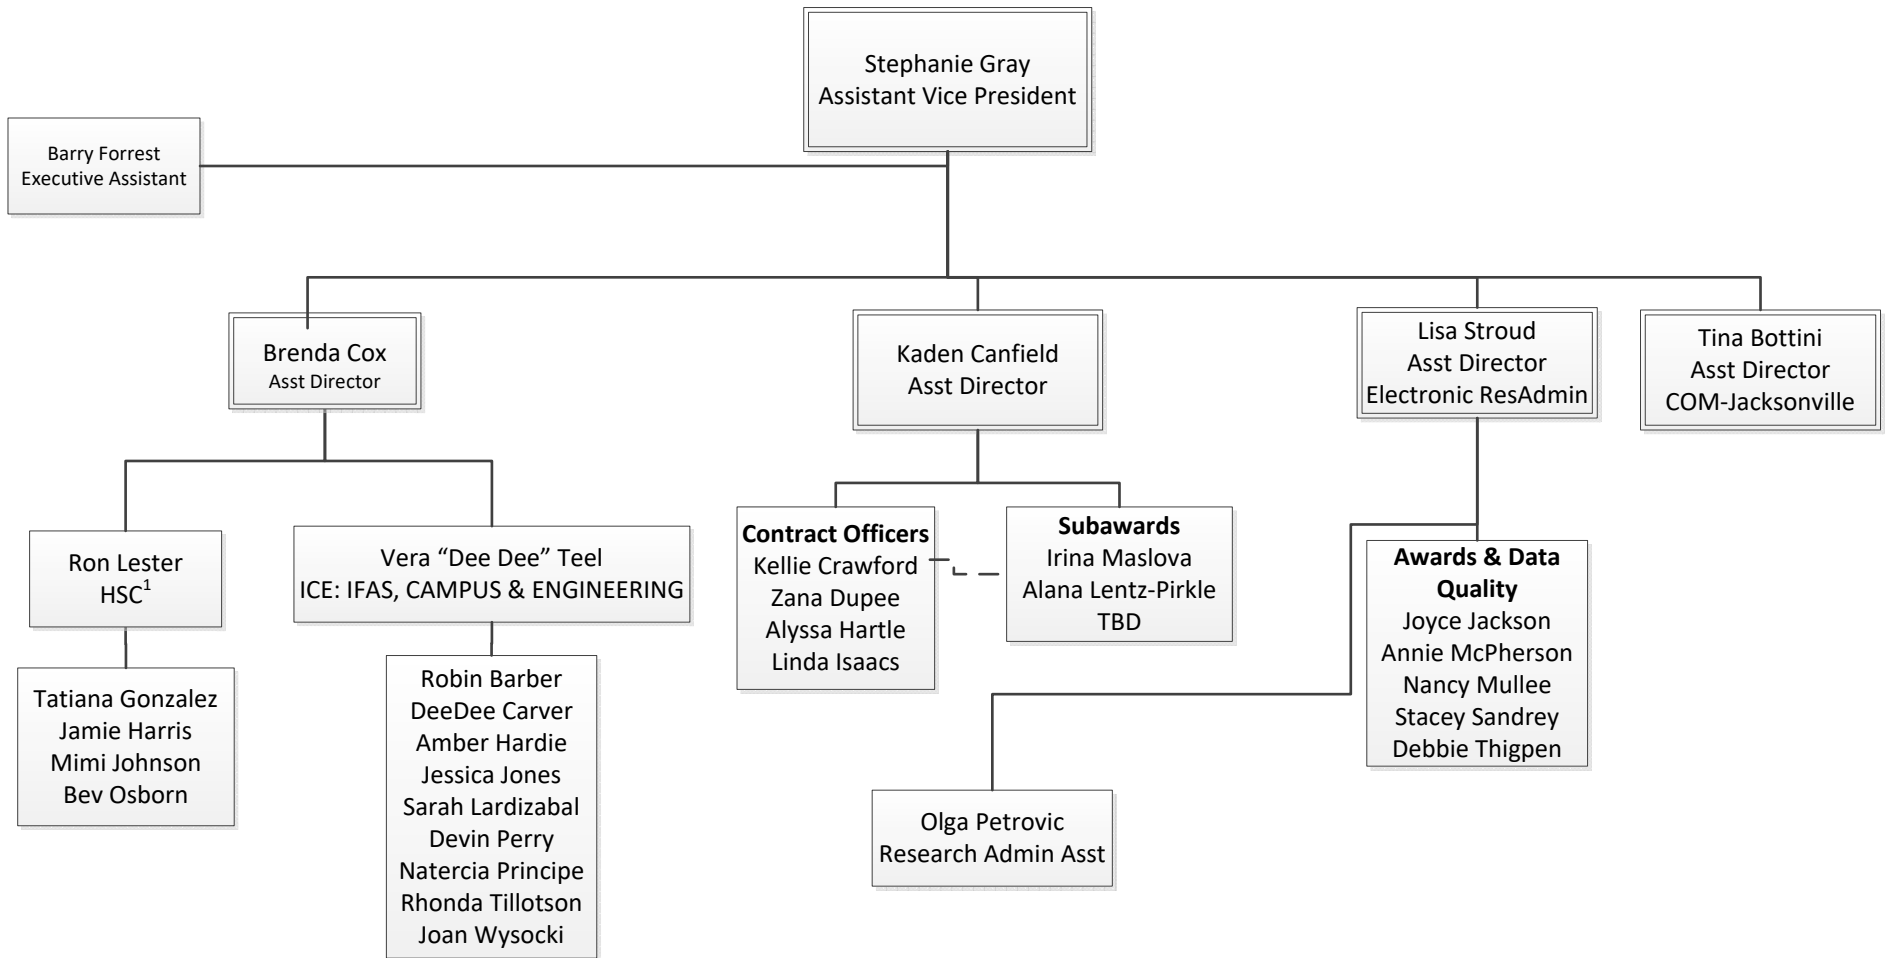 Stephanie Gray
Assistant Vice President
Barry Forrest
Executive Assistant
Brenda Cox
Asst Director
Kaden Canfield
Asst Director
Lisa Stroud
Asst Director
Electronic ResAdmin
Tina Bottini
Asst Director
COM-Jacksonville
Ron Lester
HSC¹
Vera “Dee Dee” Teel
ICE: IFAS, CAMPUS & ENGINEERING
Contract Officers
Kellie Crawford
Zana Dupee
Alyssa Hartle
Linda Isaacs
Subawards
Irina Maslova
Alana Lentz-Pirkle
TBD
Awards & Data
Quality
Joyce Jackson
Annie McPherson
Nancy Mullee
Stacey Sandrey
Debbie Thigpen
Tatiana Gonzalez
Jamie Harris
Mimi Johnson
Bev Osborn
Robin Barber
DeeDee Carver
Amber Hardie
Jessica Jones
Sarah Lardizabal
Devin Perry
Natercia Principe
Rhonda Tillotson
Joan Wysocki
Olga Petrovic
Research Admin Asst